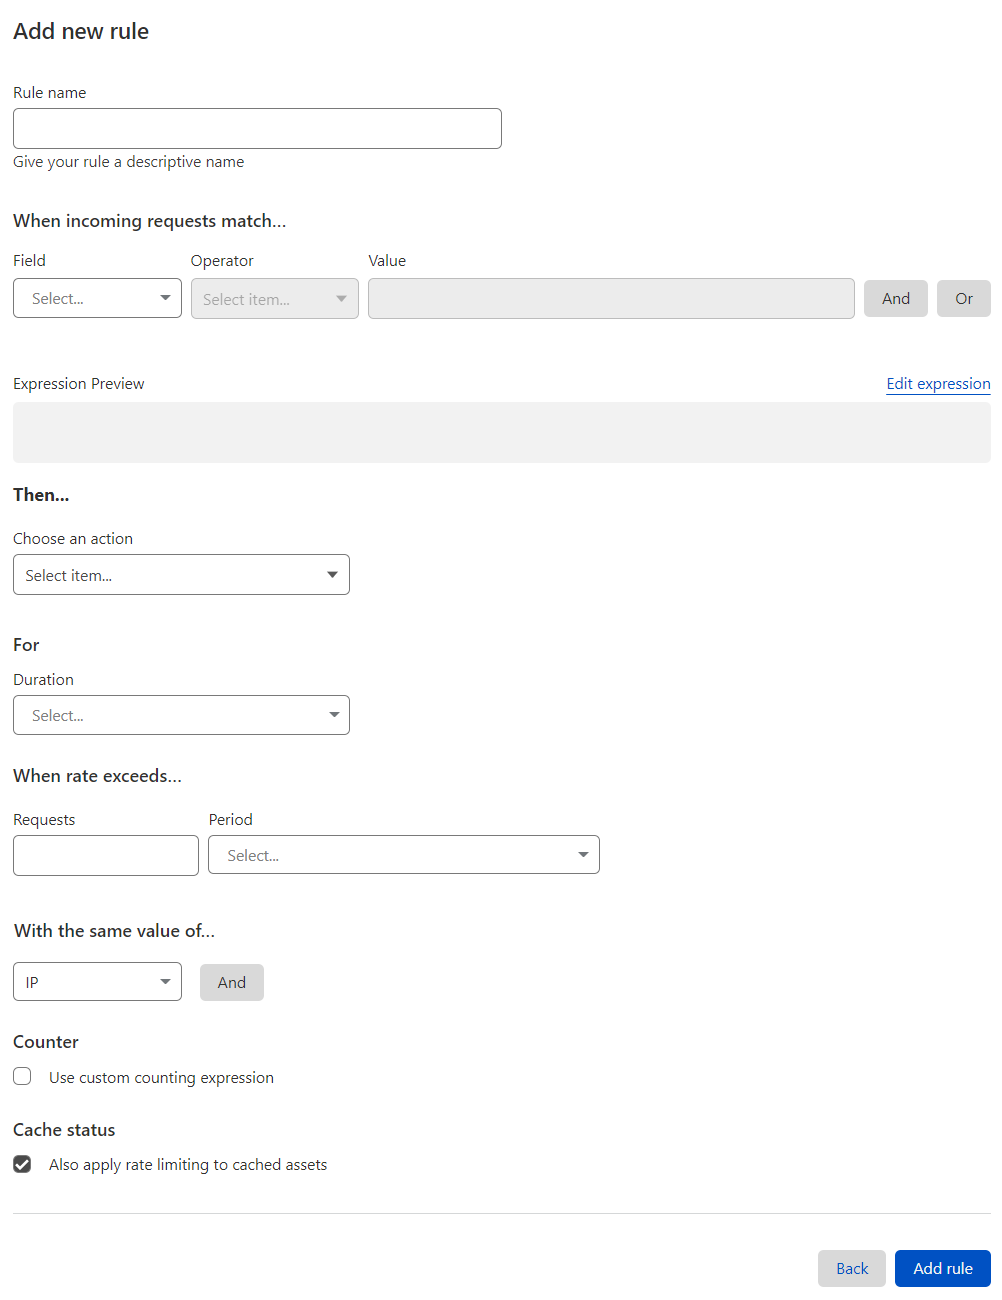 Add new rule
Rule name
Give your rule a descriptive name
When incoming requests match...
Field Operator Value
Select... Select item... And Or
Expression Preview Edit expression
Then...
Choose an action
Select item...
For
Duration
Select...
When rate exceeds...
Requests Period
Select...
With the same value of...
IP And
Counter
Use custom counting expression
Cache status
Also apply rate limiting to cached assets
Back Add rule